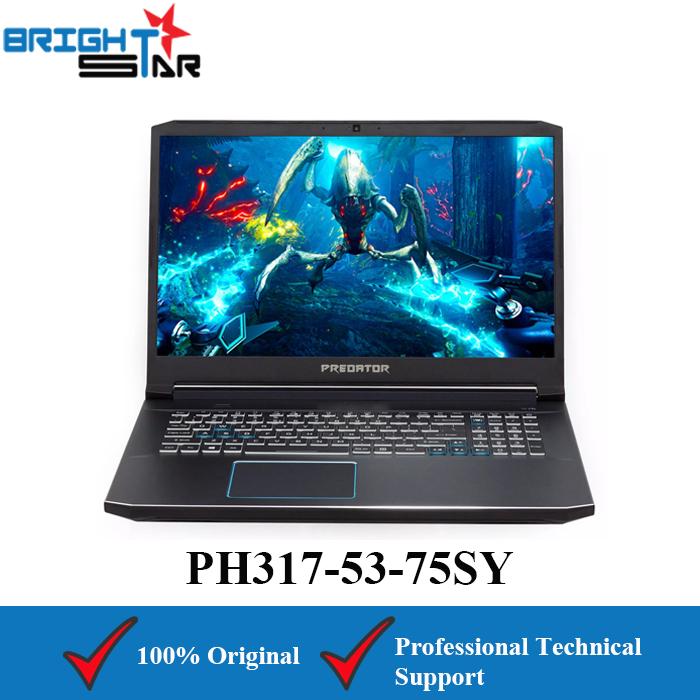 BRIGHT
STAR
PREDATOR
PH317-53-75SY
100% Original
Professional Technical
Support